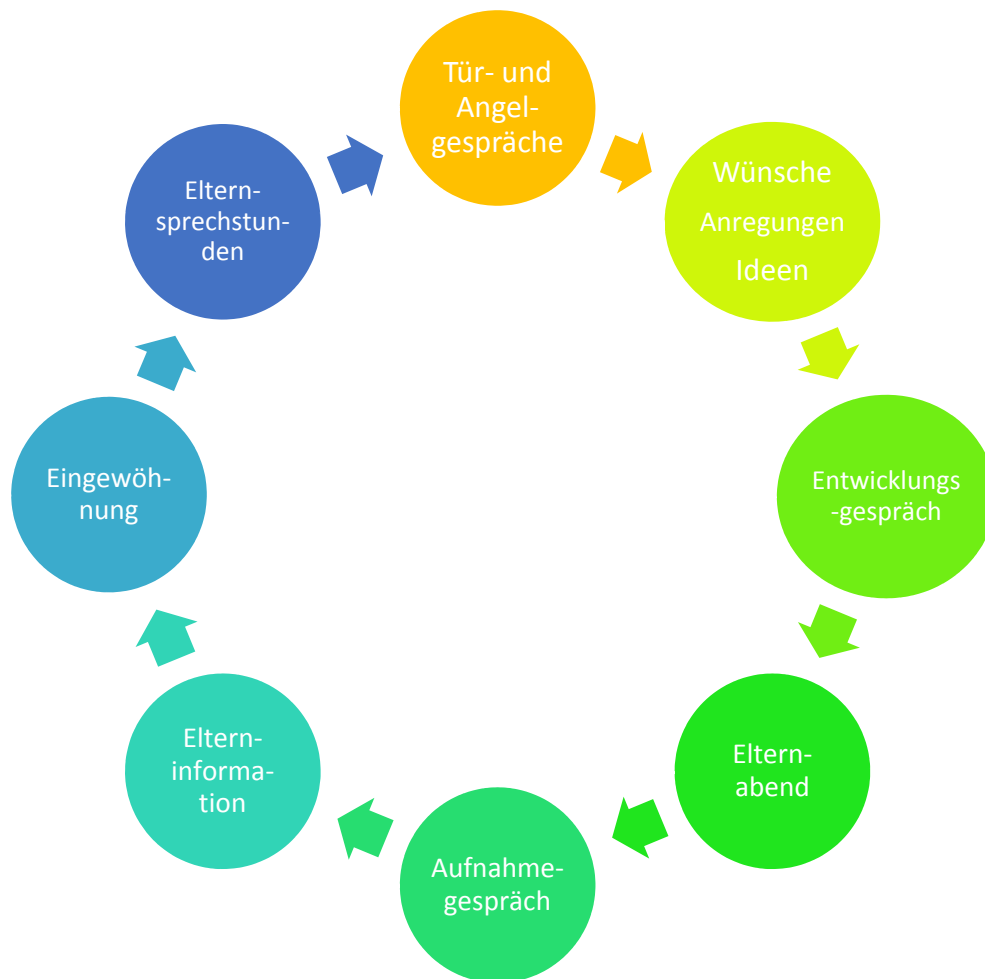 Tür- und
Angel-
gespräche
Wünsche
Anregungen
Ideen
Entwicklungs
-gespräch
Eltern-
abend
Aufnahme-
gespräch
Eltern-
informa-
tion
Eingewöh-
nung
Eltern-
sprechstun-
den